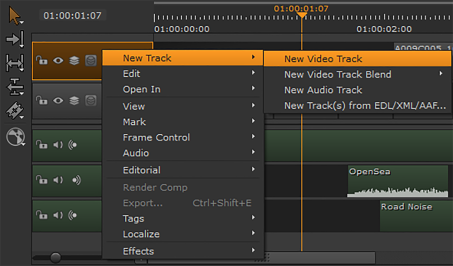 01:00:01:07
01:00:01:07
01:00:00:00
01:00:02:00
A009C005_1
New Track
Edit
Open In
View
Mark
Frame Control
Audio
Editorial
Render Comp
Export... Ctrl+Shift+E
Tags
Localize
Effects
New Video Track
New Video Track Blend
New Audio Track
New Track(s) from EDL/XML/AAF...
OpenSea
Road Noise